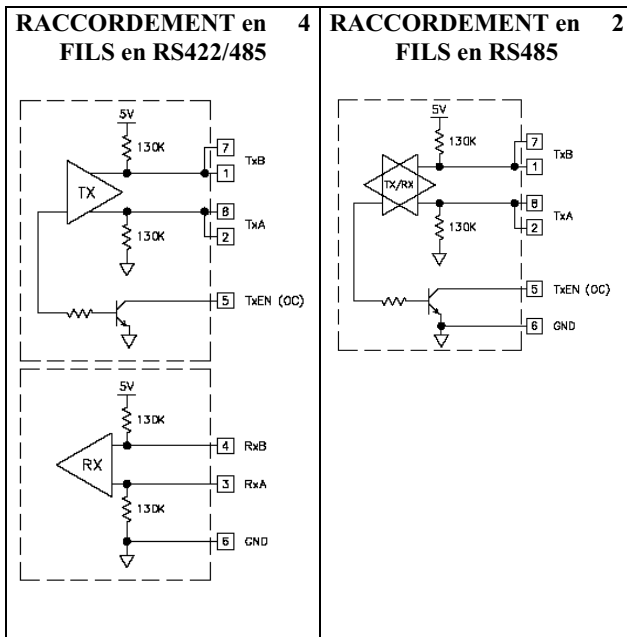 RACCORDEMENT en 4
FILS en RS422/485
5V
130K
7
TxB
1
TX
8
TxA
2
130K
5 TxEN (OC)
5V
130K
4 RxB
RX
3 RxA
130K
6 GND
RACCORDEMENT en 2
FILS en RS485
5V
130K
7
TxB
1
TX/RX
8
TxA
2
130K
5 TxEN (OC)
6 GND